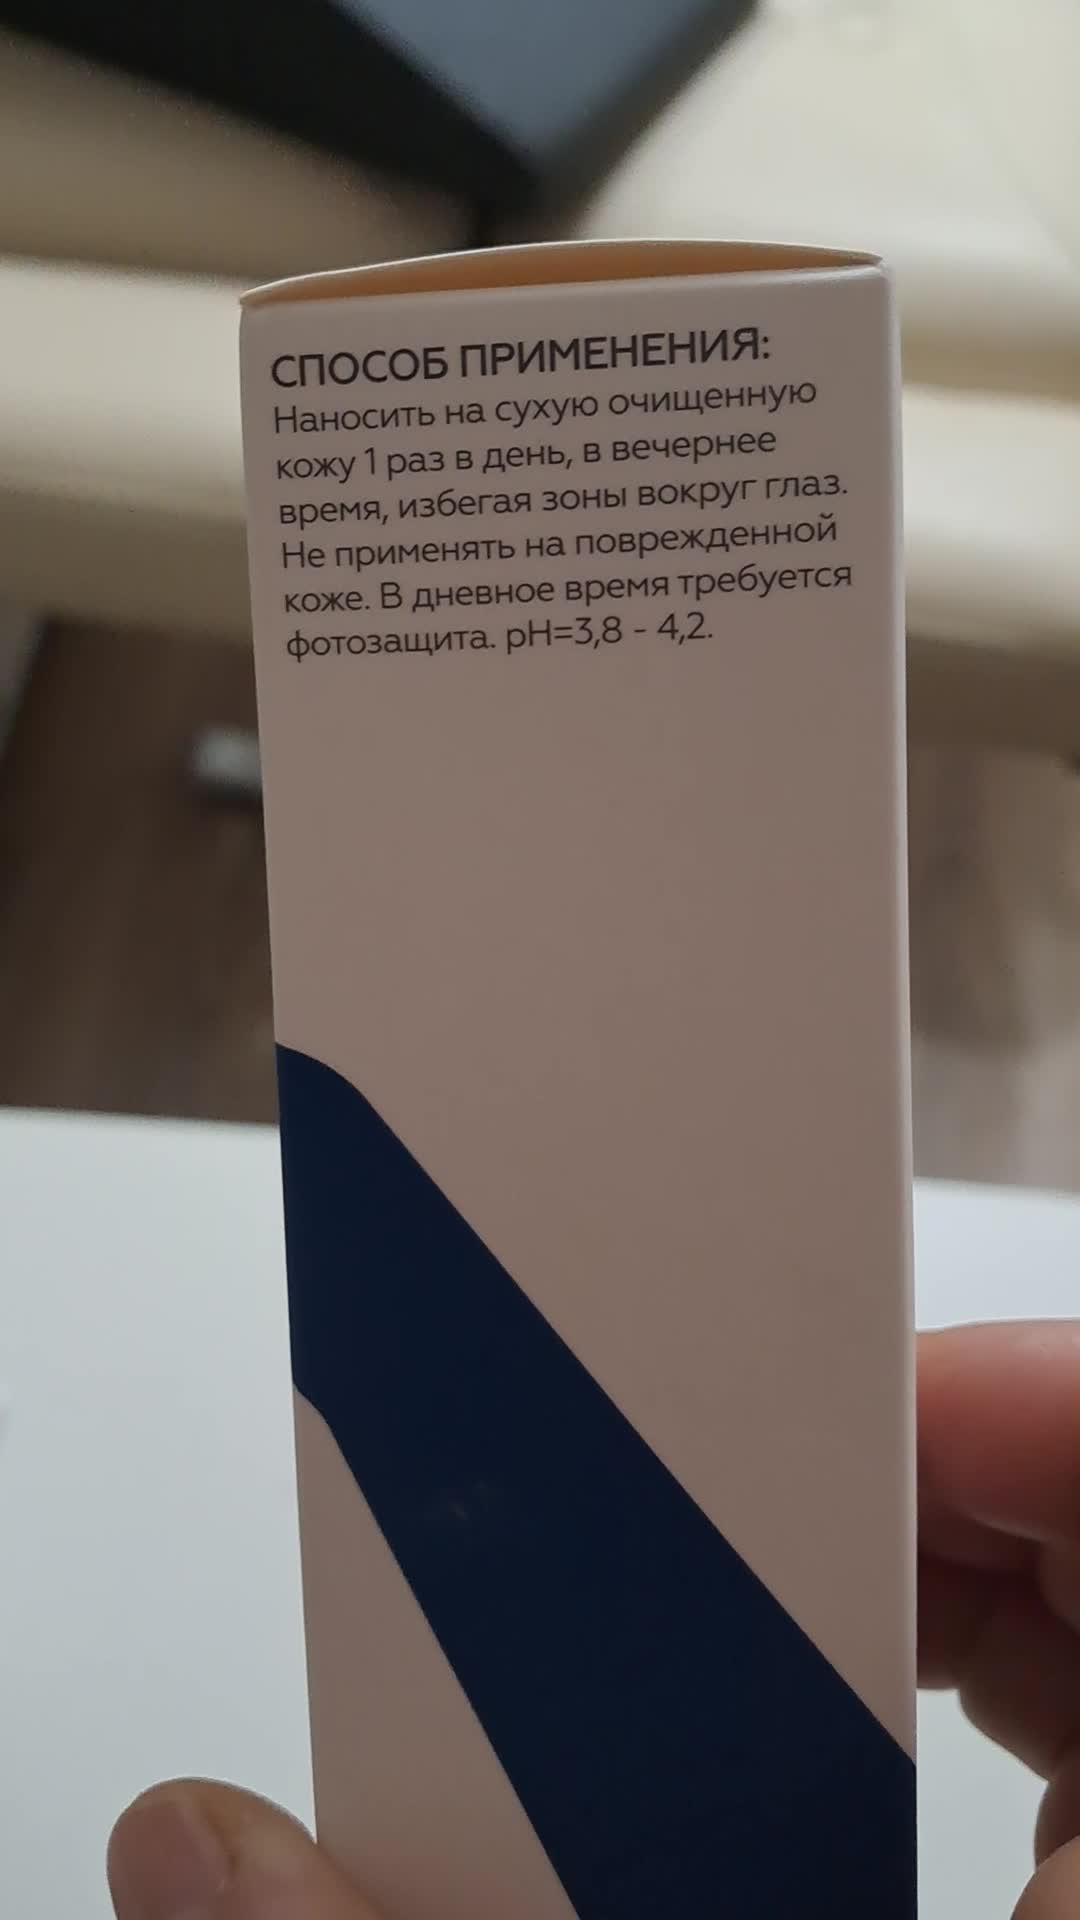 СПОСОБ ПРИМЕНЕНИЯ:
Наносить на сухую очищенную
кожу 1 раз в день, в вечернее
время, избегая зоны вокруг глаз.
Не применять на поврежденной
коже. В дневное время требуется
фотозащита. pH=3,8 - 4,2.